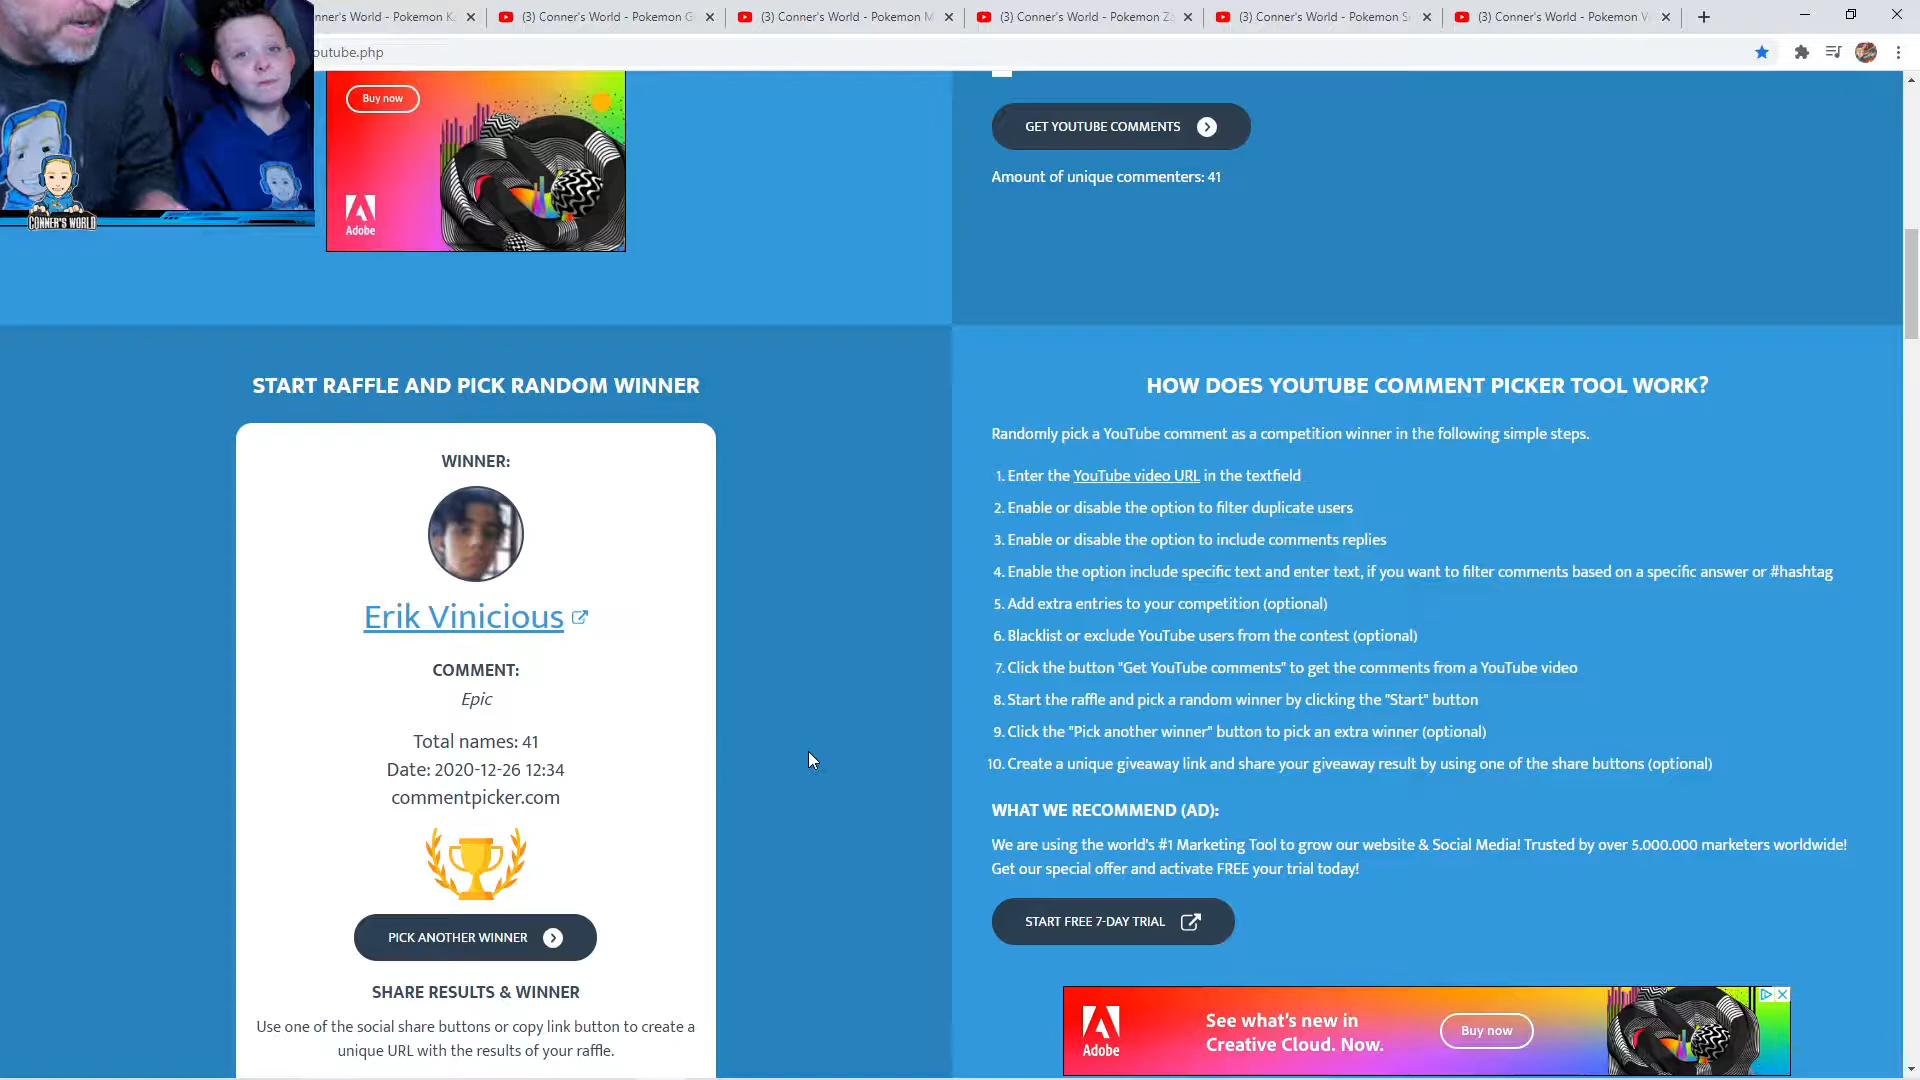 nner's World - Pokemon K
(3) Conner's World - Pokemon G
(3) Conner's World - Pokemon M
(3) Conner's World - Pokemon Z
(3) Conner's World - Pokemon S
(3) Conner's World - Pokemon V
outube.php
Buy now
Adobe
CONNER'S WORLD
GET YOUTUBE COMMENTS
Amount of unique commenters: 41
START RAFFLE AND PICK RANDOM WINNER
WINNER:
Erik Vinicious
COMMENT:
Epic
Total names: 41
Date: 2020-12-26 12:34
commentpicker.com
PICK ANOTHER WINNER
SHARE RESULTS & WINNER
Use one of the social share buttons or copy link button to create a
unique URL with the results of your raffle.
HOW DOES YOUTUBE COMMENT PICKER TOOL WORK?
Randomly pick a YouTube comment as a competition winner in the following simple steps.
1. Enter the YouTube video URL in the textfield
2. Enable or disable the option to filter duplicate users
3. Enable or disable the option to include comments replies
4. Enable the option include specific text and enter text, if you want to filter comments based on a specific answer or #hashtag
5. Add extra entries to your competition (optional)
6. Blacklist or exclude YouTube users from the contest (optional)
7. Click the button "Get YouTube comments" to get the comments from a YouTube video
8. Start the raffle and pick a random winner by clicking the "Start" button
9. Click the "Pick another winner" button to pick an extra winner (optional)
10. Create a unique giveaway link and share your giveaway result by using one of the share buttons (optional)
WHAT WE RECOMMEND (AD):
We are using the world's #1 Marketing Tool to grow our website & Social Media! Trusted by over 5.000.000 marketers worldwide!
Get our special offer and activate FREE your trial today!
START FREE 7-DAY TRIAL
Adobe
See what's new in
Creative Cloud. Now.
Buy now